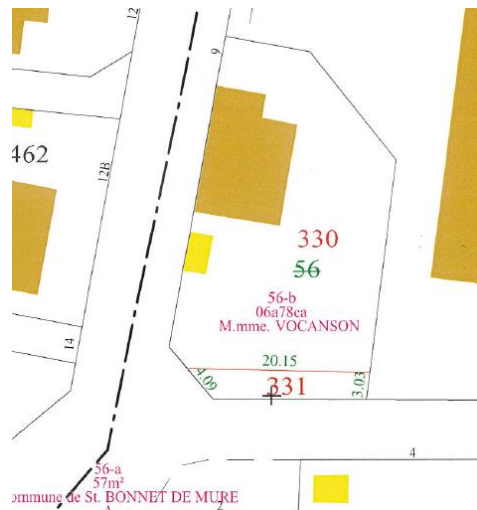 12
9
462
12B
330
56
56-b
06a78ca
M.mme. VOCANSON
14
20.15
4.09
331
3.03
4
56-a
57m²
ommune de St. BONNET DE MURE
2